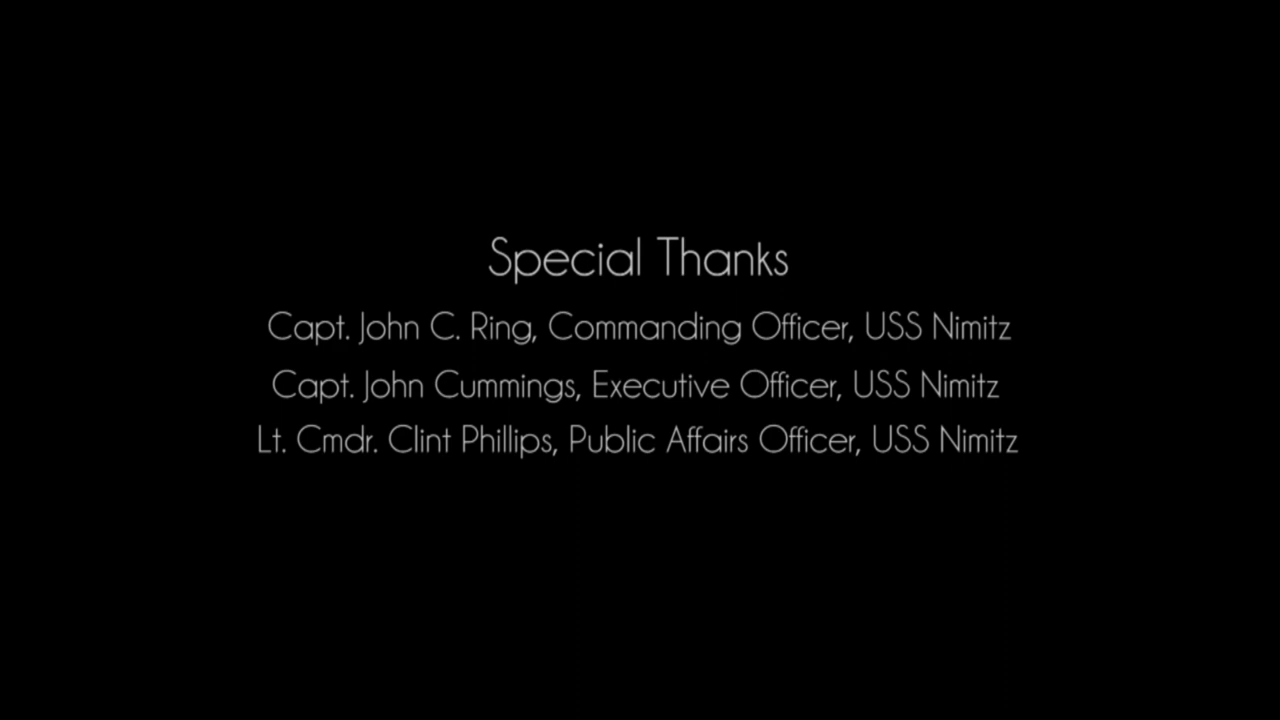 Special Thanks
Capt. John C. Ring, Commanding Officer, USS Nimitz
Capt. John Cummings, Executive Officer, USS Nimitz
Lt. Cmdr. Clint Phillips, Public Affairs Officer, USS Nimitz